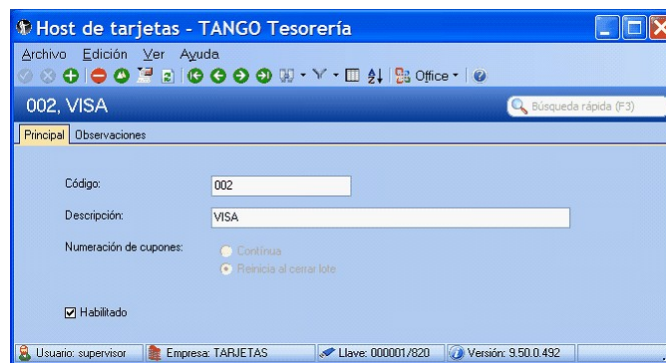 Host de tarjetas - TANGO Tesorería
Archivo Edición Ver Ayuda
Office
002, VISA
Búsqueda rápida (F3)
Principal Observaciones
Código: 002
Descripción: VISA
Numeración de cupones: Contínua
Reinicia al cerrar lote
Habilitado
Usuario: supervisor Empresa: TARJETAS Llave: 000001/820 Versión: 9.50.0.492